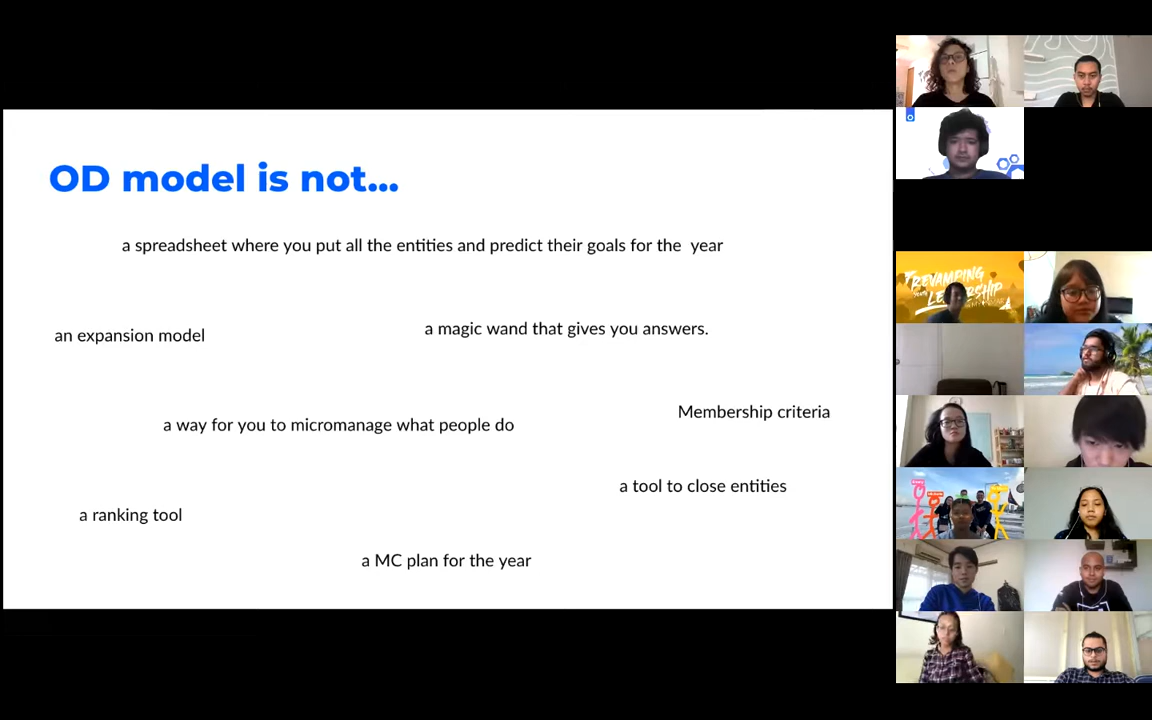 OD model is not...
a spreadsheet where you put all the entities and predict their goals for the  year
an expansion model
a magic wand that gives you answers.
a way for you to micromanage what people do
Membership criteria
a tool to close entities
a ranking tool
a MC plan for the year
REVAMPING
LEADERSHIP